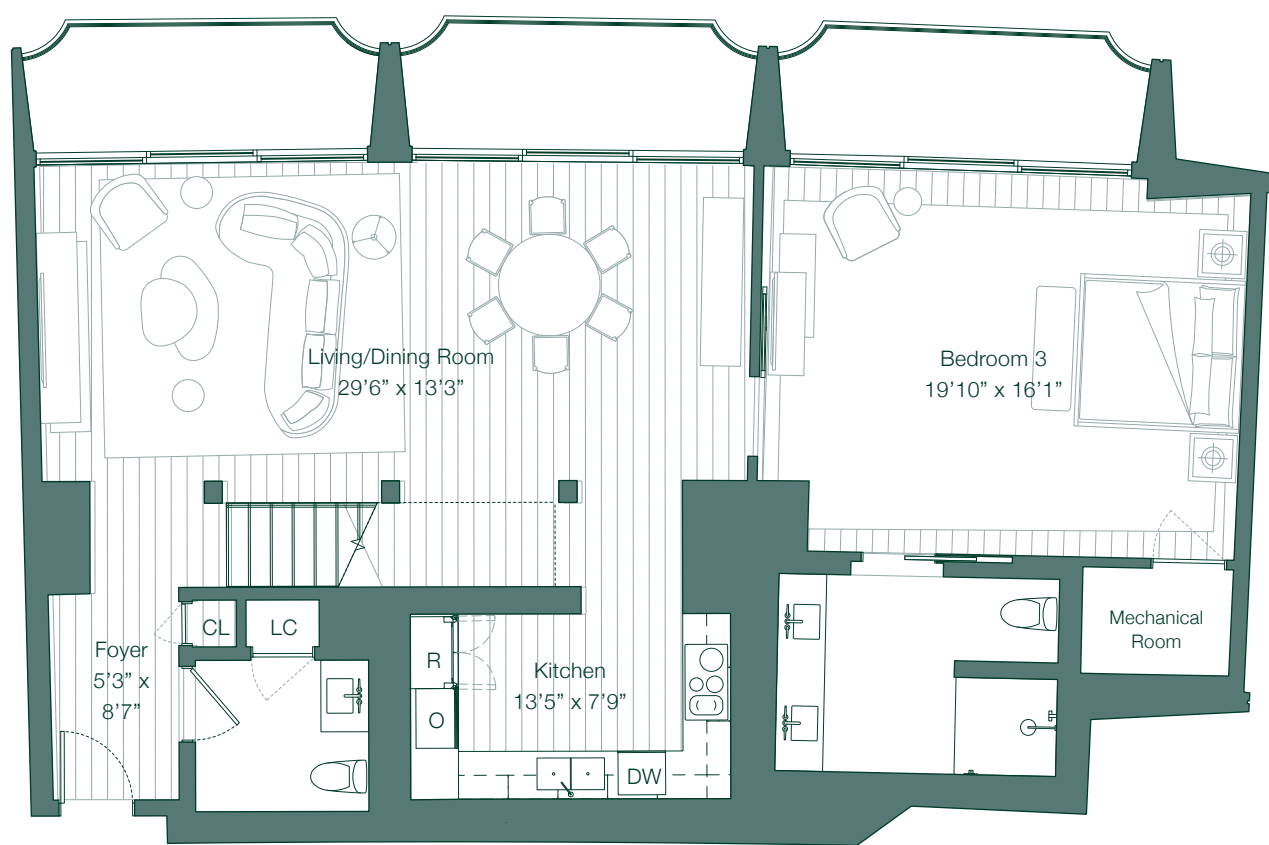 Living/Dining Room
29’6” x 13’3”
Bedroom 3
19’10” x 16’1”
CL
LC
Foyer
5’3” x
8’7”
R
O
Kitchen
13’5” x 7’9”
DW
Mechanical
Room